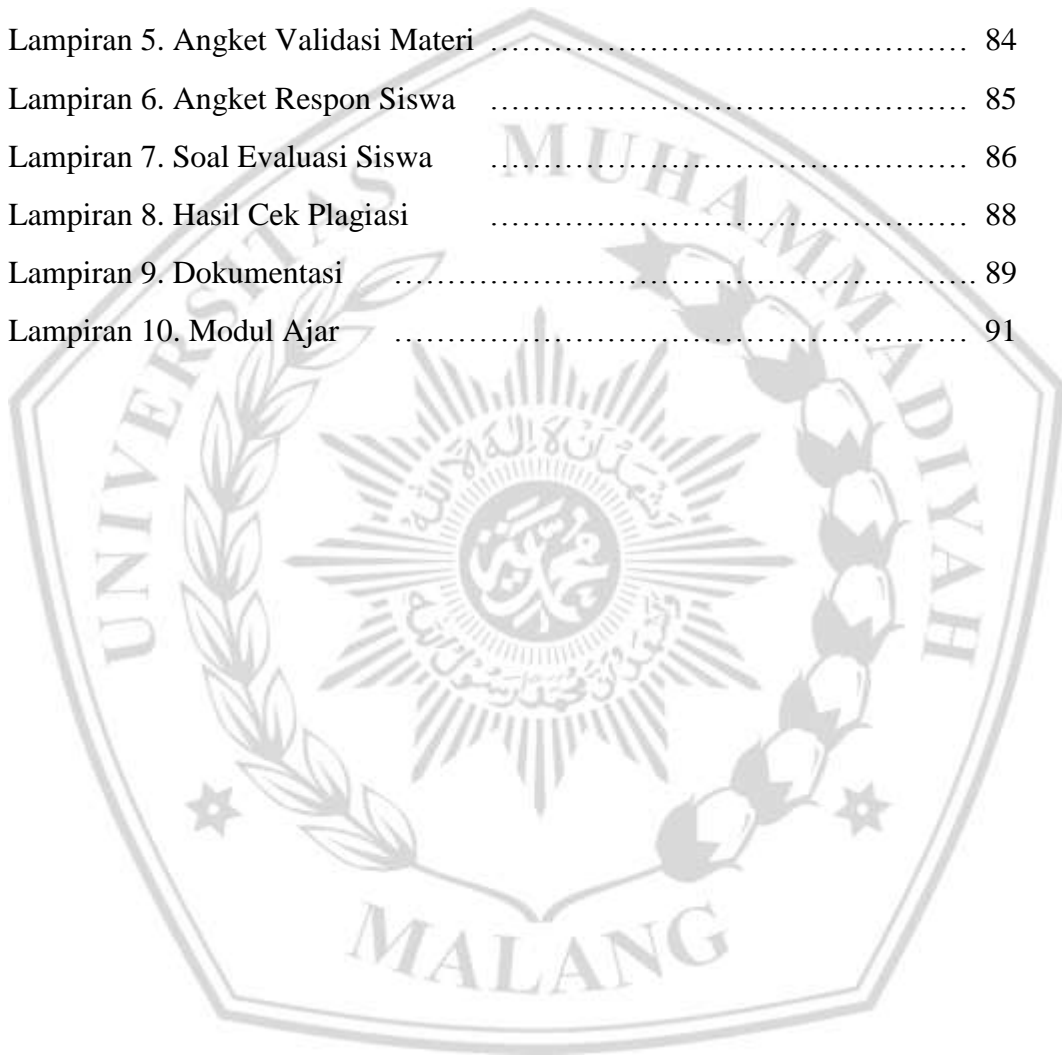 Lampiran 5. Angket Validasi Materi ……………………………………………… 84
Lampiran 6. Angket Respon Siswa ……………………………………………… 85
Lampiran 7. Soal Evaluasi Siswa ……………………………………………… 86
Lampiran 8. Hasil Cek Plagiasi ……………………………………………… 88
Lampiran 9. Dokumentasi ………………………………………………………. 89
Lampiran 10. Modul Ajar ……………………………………………………… 91
UNIVERSITAS MUHAMMADIYAH
MALANG